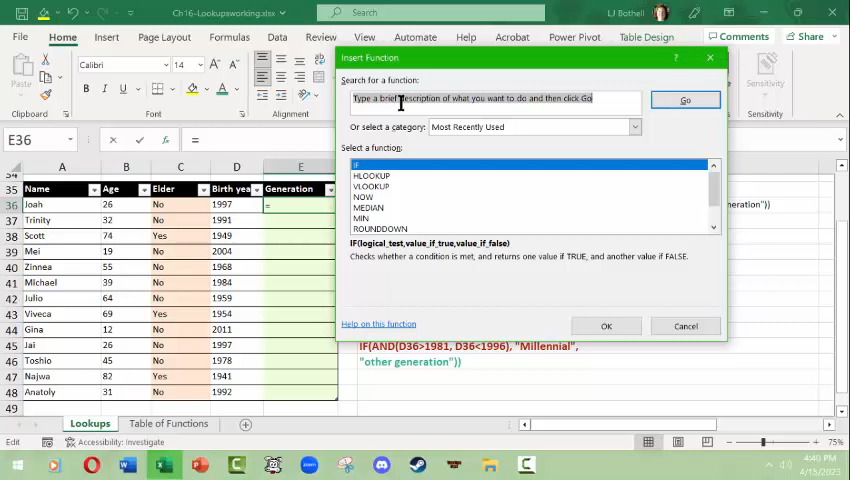 Ch16-Lookupsworking.xlsx
Search
LJ Bothell
File Home Insert Page Layout Formulas Data Review View Automate Help Acrobat Power Pivot Table Design Comments Share
Paste
Clipboard
Calibri 14
B I U
Font
Sensitivity
Sensitivity
Insert Function
Search for a function:
Type a brief description of what you want to do and then click Go
Go
Or select a category: Most Recently Used
Select a function:
IF
HLOOKUP
VLOOKUP
NOW
MEDIAN
MIN
ROUNDDOWN
IF(logical_test,value_if_true,value_if_false)
Checks whether a condition is met, and returns one value if TRUE, and another value if FALSE.
Help on this function
OK Cancel
E36 =
A B C D E
35 Name Age Elder Birth yea Generation
36 Joah 26 No 1997 =
37 Trinity 32 No 1991
38 Scott 74 Yes 1949
39 Mei 19 No 2004
40 Zinnea 55 No 1968
41 Michael 39 No 1984
42 Julio 64 No 1959
43 Viveca 69 No 1954
44 Gina 12 No 2011
45 Jai 26 No 1997
46 Toshio 45 No 1978
47 Najwa 82 Yes 1941
48 Anatoly 31 No 1992
49
eneration"))
IF(AND(D36>1981, D36<1996), "Millennial",
"other generation"))
Lookups Table of Functions
Edit Accessibility: Investigate
75%
4:40 PM
4/15/2023